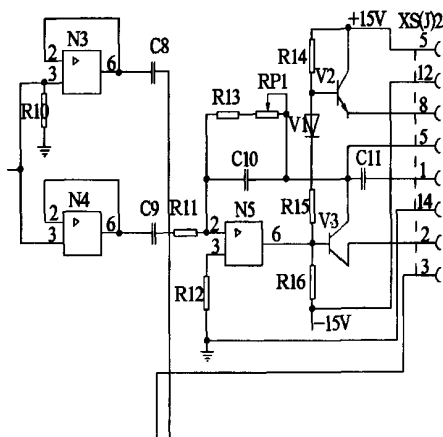 +15V XS(J)2
N3 C8 R14 5
2 6 V2 12
3
R10 RP1 8
R13 V1 5
C10 C11 1
N4 C9 R11 N5 R15 V3 14
2 6 2 6 2
3 3
R12 R16 3
-15V